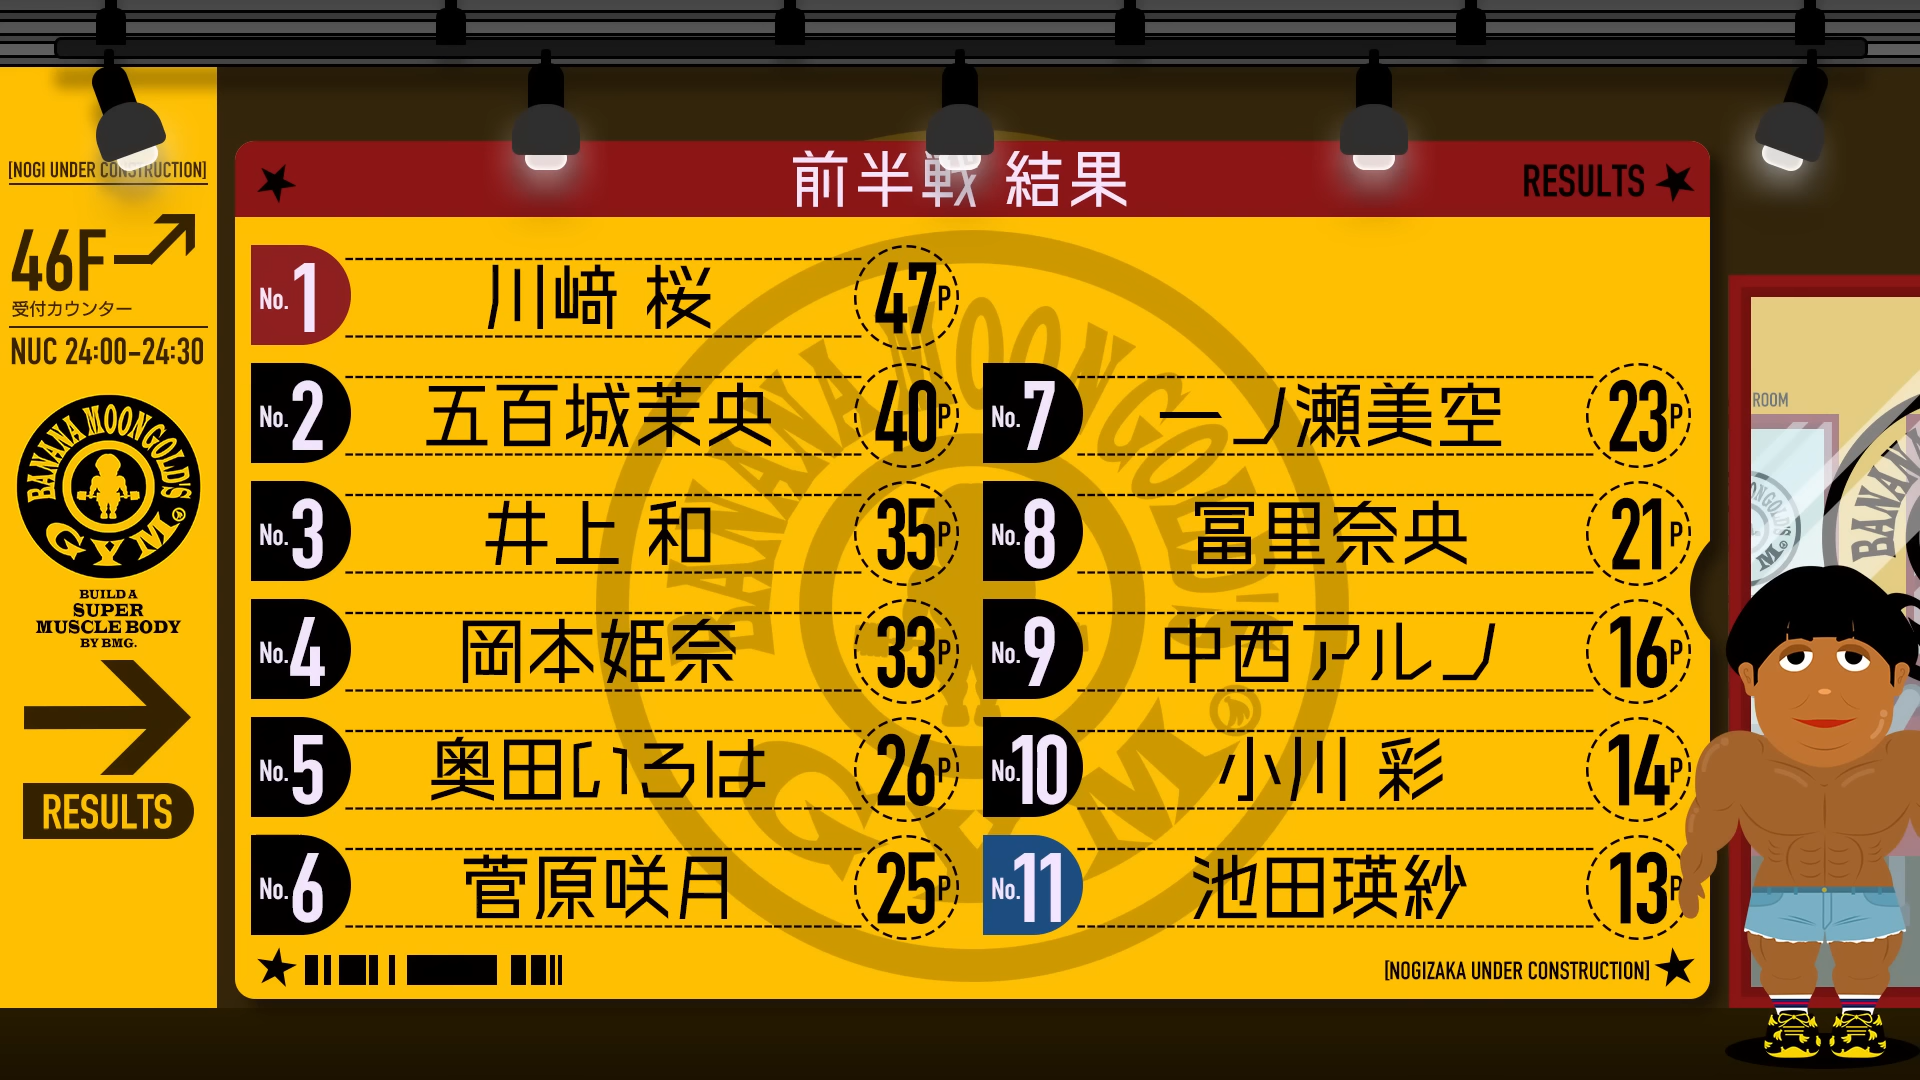 [NOGI UNDER CONSTRUCTION]
46F
受付カウンター
NUC 24:00-24:30
BANANA MOONGOLD'S
GYM
BUILD A
SUPER
MUSCLE BODY
BY BMG.
RESULTS
前半戦 結果
RESULTS
No.1 川﨑 桜 47P
No.2 五百城茉央 40P
No.3 井上 和 35P
No.4 岡本姫奈 33P
No.5 奥田いろは 26P
No.6 菅原咲月 25P
No.7 一ノ瀬美空 23P
No.8 冨里奈央 21P
No.9 中西アルノ 16P
No.10 小川 彩 14P
No.11 池田瑛紗 13P
BANANA MOONGOLD'S
GYM
[NOGIZAKA UNDER CONSTRUCTION]
ROOM
BANANA